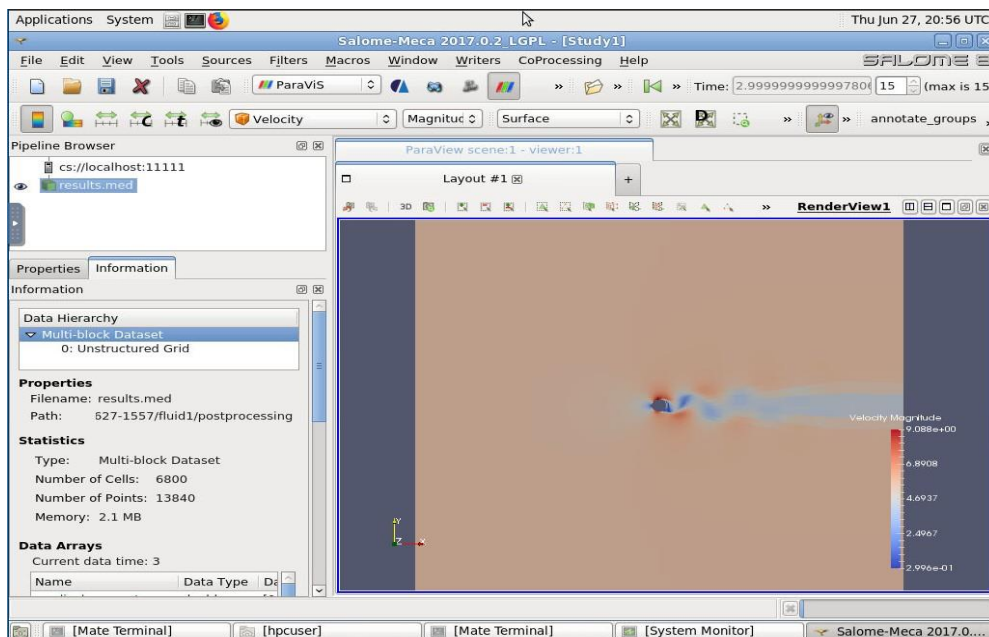 Applications System Thu Jun 27, 20:56 UTC
Salome-Meca 2017.0.2_LGPL - [Study1]
File Edit View Tools Sources Filters Macros Window Writers CoProcessing Help
ParaViS » » » Time: 2.9999999999997806 15 (max is 15
Velocity Magnituc Surface » » annotate_groups
Pipeline Browser
cs://localhost:11111
results.med
ParaView scene:1 - viewer:1
Layout #1 +
3D » RenderView1
Properties Information
Information
Data Hierarchy
Multi-block Dataset
0: Unstructured Grid
Properties
Filename: results.med
Path: 627-1557/fluid1/postprocessing
Statistics
Type: Multi-block Dataset
Number of Cells: 6800
Number of Points: 13840
Memory: 2.1 MB
Data Arrays
Current data time: 3
Name Data Type Da
Velocity Magnitude
9.088e+00
6.8908
4.6937
2.4967
2.996e-01
Y
Z X
[Mate Terminal] [hpcuser] [Mate Terminal] [System Monitor] Salome-Meca 2017.0....